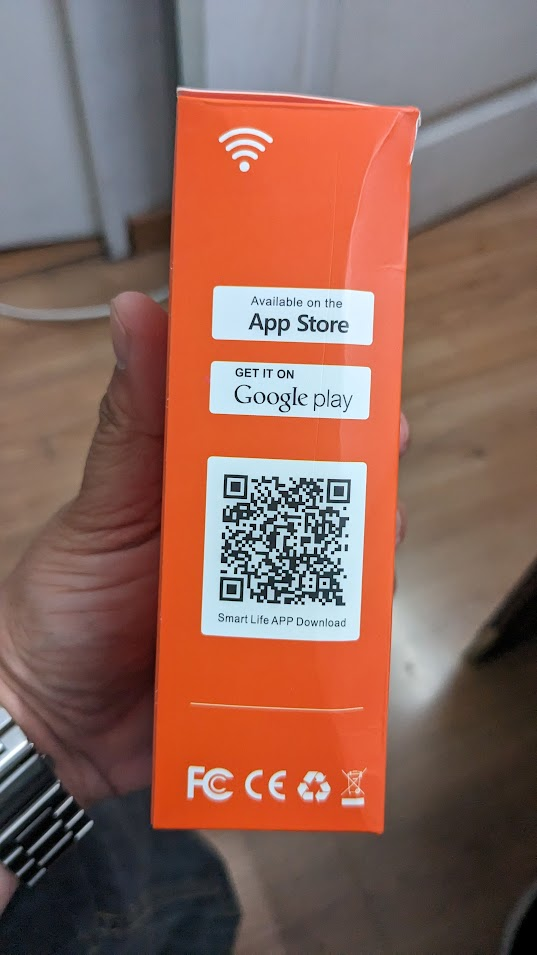 Available on the
App Store
GET IT ON
Google play
Smart Life APP Download
FC CE